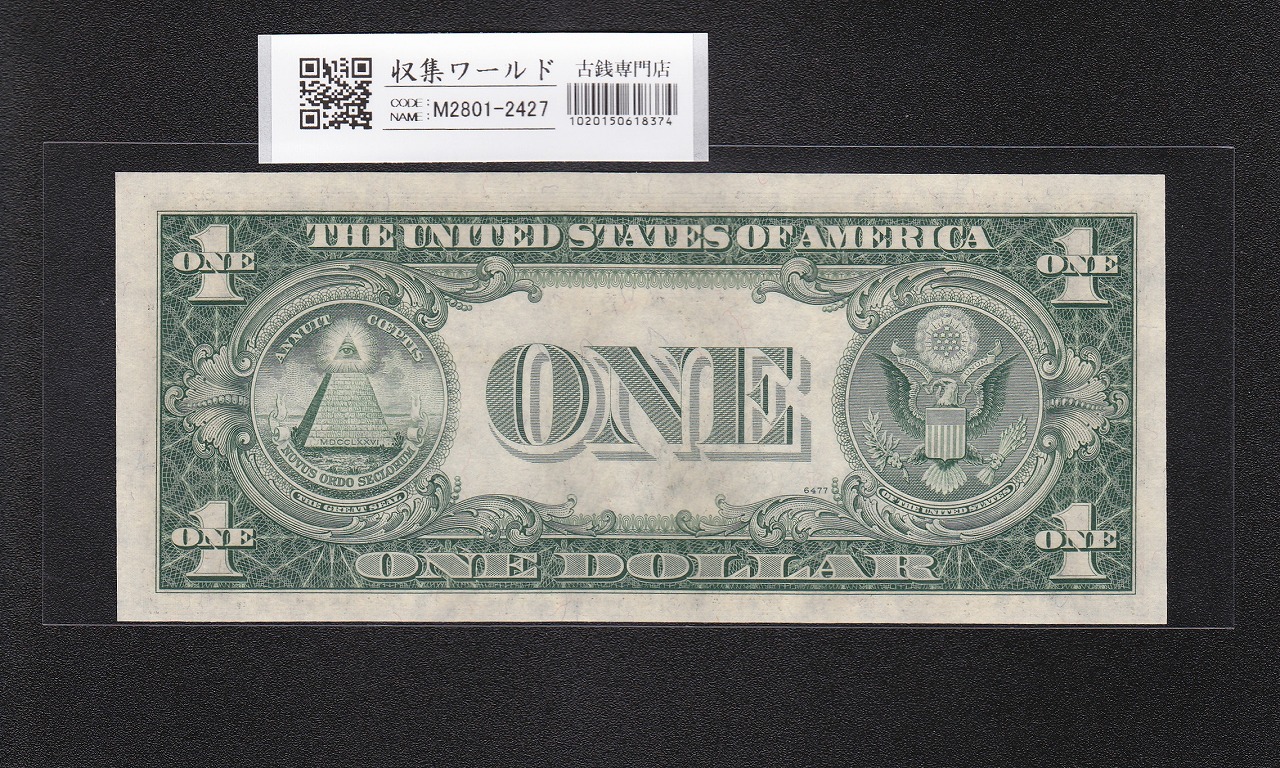 収集ワールド 古銭専門店
CODE:
NAME: M2801-2427
1020150618374
THE UNITED STATES OF AMERICA
1 ONE
1 ONE
ANNUIT CŒPTIS
MDCCLXXVI
NOVUS ORDO SECLORUM
THE GREAT SEAL
ONE
6477
OF THE UNITED STATES
1 ONE
ONE DOLLAR
1 ONE